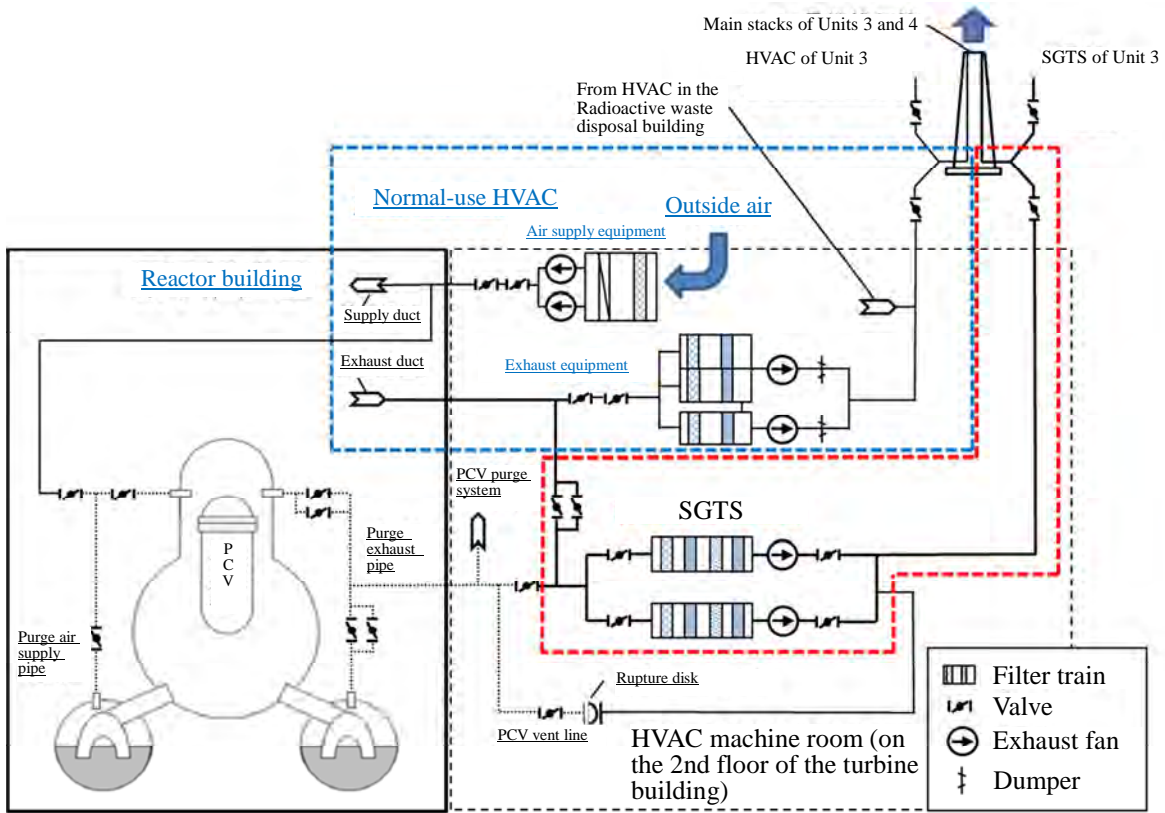 Main stacks of Units 3 and 4
HVAC of Unit 3
SGTS of Unit 3
From HVAC in the
Radioactive waste
disposal building
Normal-use HVAC
Outside air
Air supply equipment
Reactor building
Supply duct
Exhaust duct
Exhaust equipment
PCV purge
system
SGTS
Purge
exhaust
pipe
P
C
V
Purge air
supply
pipe
Rupture disk
PCV vent line
HVAC machine room (on
the 2nd floor of the turbine
building)
Filter train
Valve
Exhaust fan
Dumper